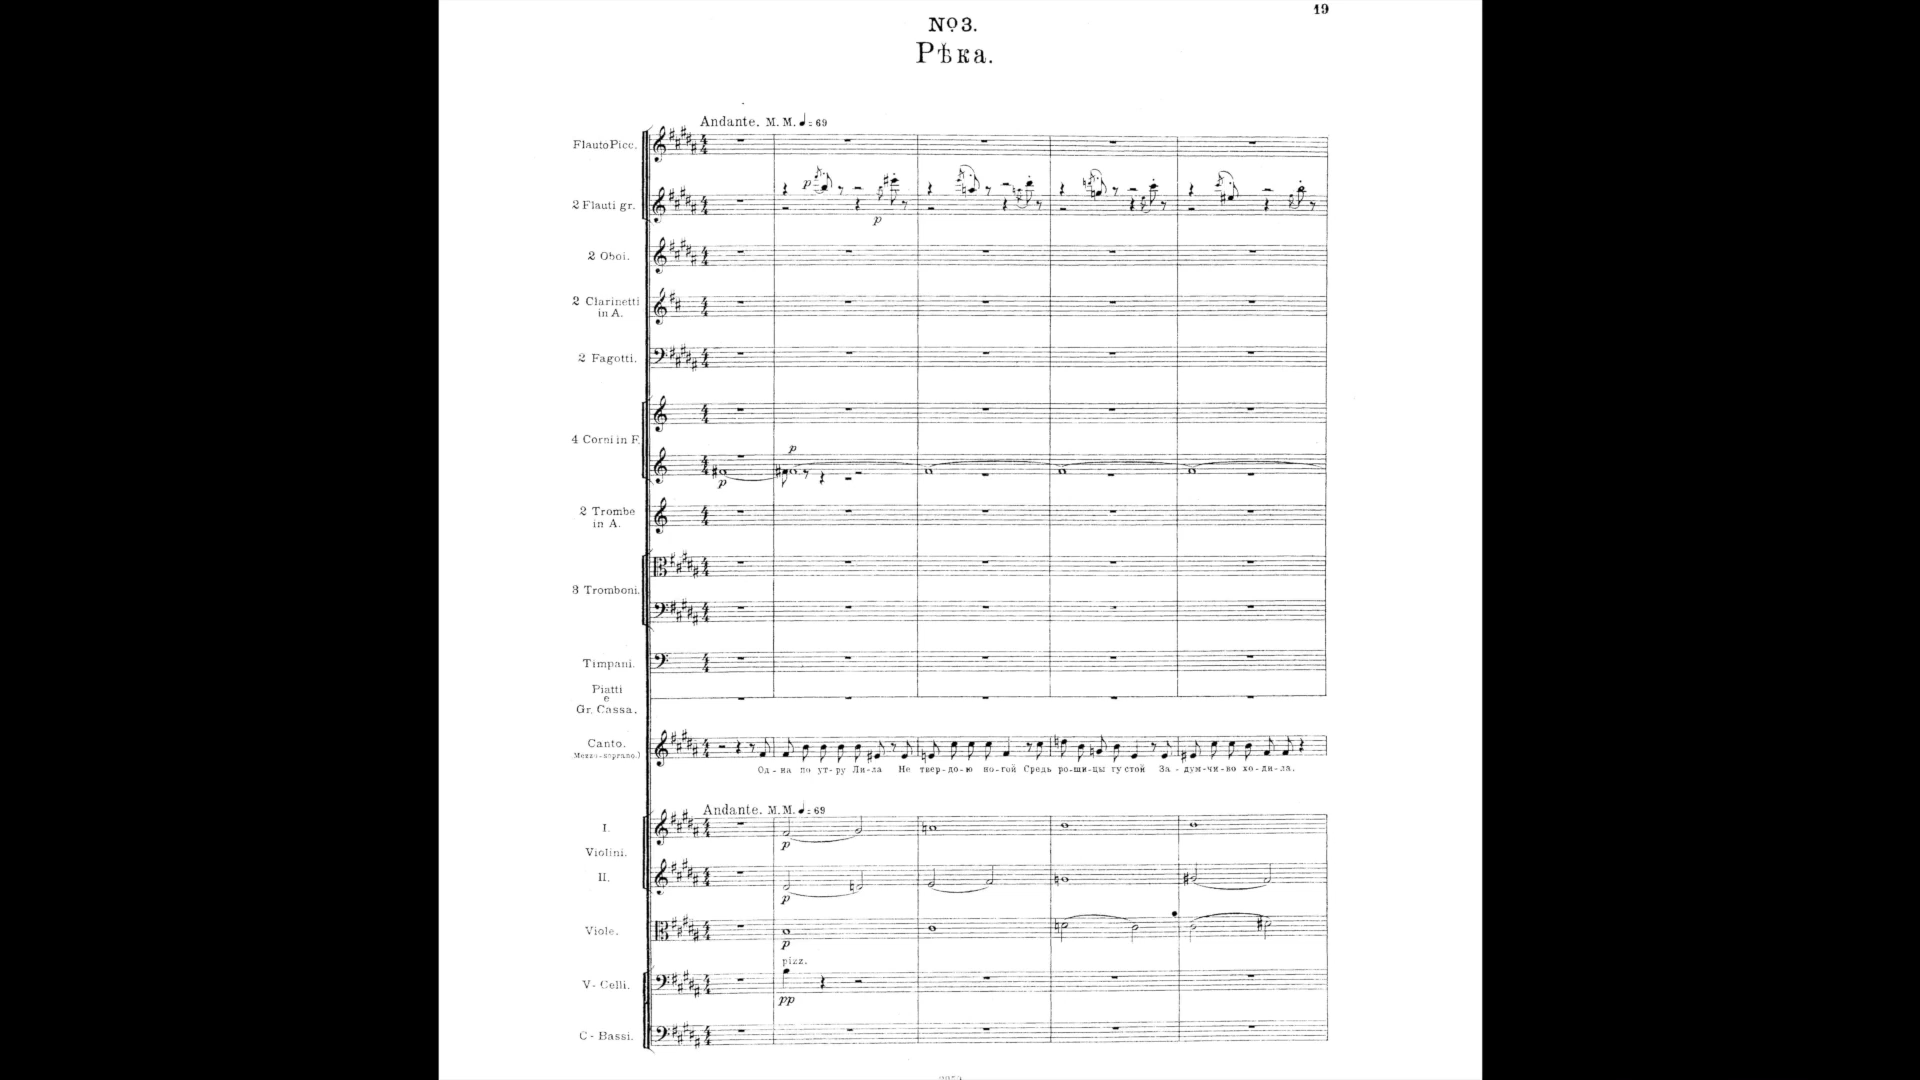 19
No. 3.
Рѣка.
Andante. M. M. ♩= 69
Flauto Picc.
p
2 Flauti gr.
p
2 Oboi.
2 Clarinetti
in A.
2 Fagotti.
4 Corni in F.
p
p
2 Trombe
in A.
3 Tromboni.
Timpani.
Piatti
e
Gr. Cassa.
Canto.
Mezzo-soprano.)
Од - на по ут - ру Ли - ла Не твер - до - ю но - гой Средь ро - щи - цы гу стой За - дум - чи - во хо - ди - ла.
Andante. M. M. ♩= 69
I.
p
Violini.
II.
p
Viole.
p
pizz.
V - Celli.
pp
C - Bassi.